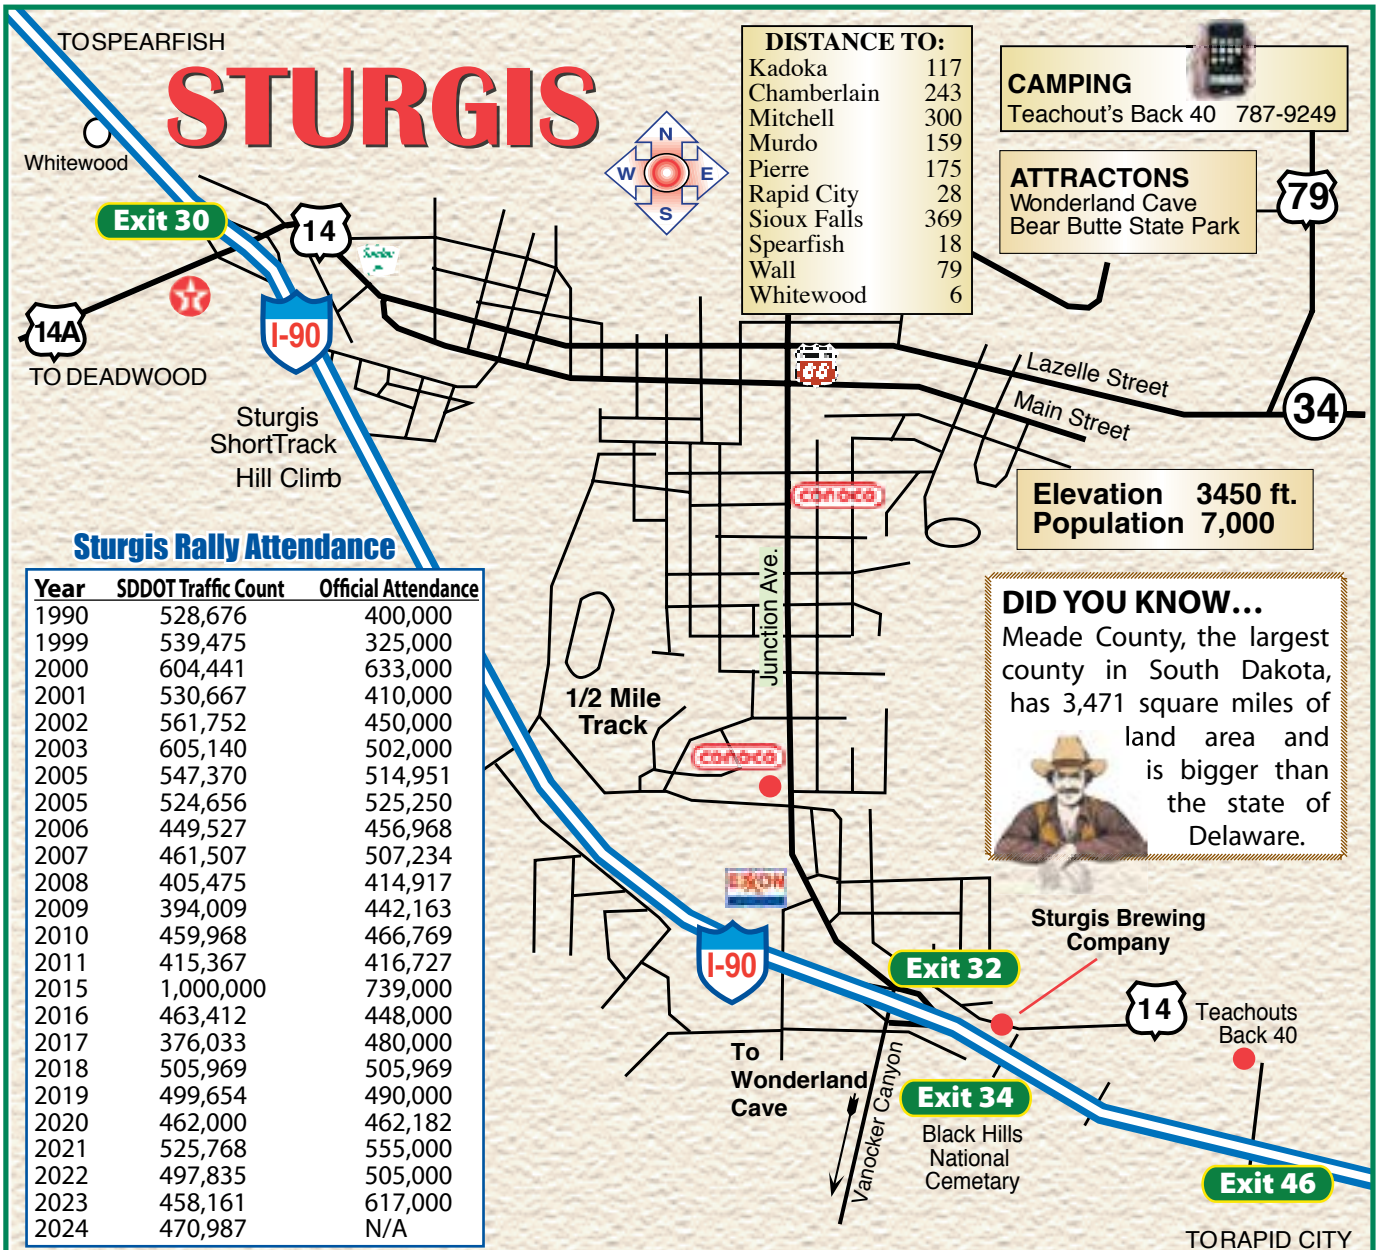 TO SPEARFISH
STURGIS
Whitewood
Exit 30
14
14A
TO DEADWOOD
I-90
N
W E
S
DISTANCE TO:
Kadoka 117
Chamberlain 243
Mitchell 300
Murdo 159
Pierre 175
Rapid City 28
Sioux Falls 369
Spearfish 18
Wall 79
Whitewood 6
CAMPING
Teachout's Back 40 787-9249
ATTRACTONS
Wonderland Cave
Bear Butte State Park
79
66
Lazelle Street
Main Street
34
Sturgis
ShortTrack
Hill Climb
conoco
Elevation 3450 ft.
Population 7,000
Junction Ave.
Sturgis Rally Attendance
Year SDDOT Traffic Count Official Attendance
1990 528,676 400,000
1999 539,475 325,000
2000 604,441 633,000
2001 530,667 410,000
2002 561,752 450,000
2003 605,140 502,000
2005 547,370 514,951
2005 524,656 525,250
2006 449,527 456,968
2007 461,507 507,234
2008 405,475 414,917
2009 394,009 442,163
2010 459,968 466,769
2011 415,367 416,727
2015 1,000,000 739,000
2016 463,412 448,000
2017 376,033 480,000
2018 505,969 505,969
2019 499,654 490,000
2020 462,000 462,182
2021 525,768 555,000
2022 497,835 505,000
2023 458,161 617,000
2024 470,987 N/A
1/2 Mile
Track
conoco
DID YOU KNOW...
Meade County, the largest
county in South Dakota,
has 3,471 square miles of
land area and
is bigger than
the state of
Delaware.
EXXON
I-90
Sturgis Brewing
Company
Exit 32
14
Teachouts
Back 40
To
Wonderland
Cave
Vanocker Canyon
Exit 34
Black Hills
National
Cemetary
Exit 46
TO RAPID CITY